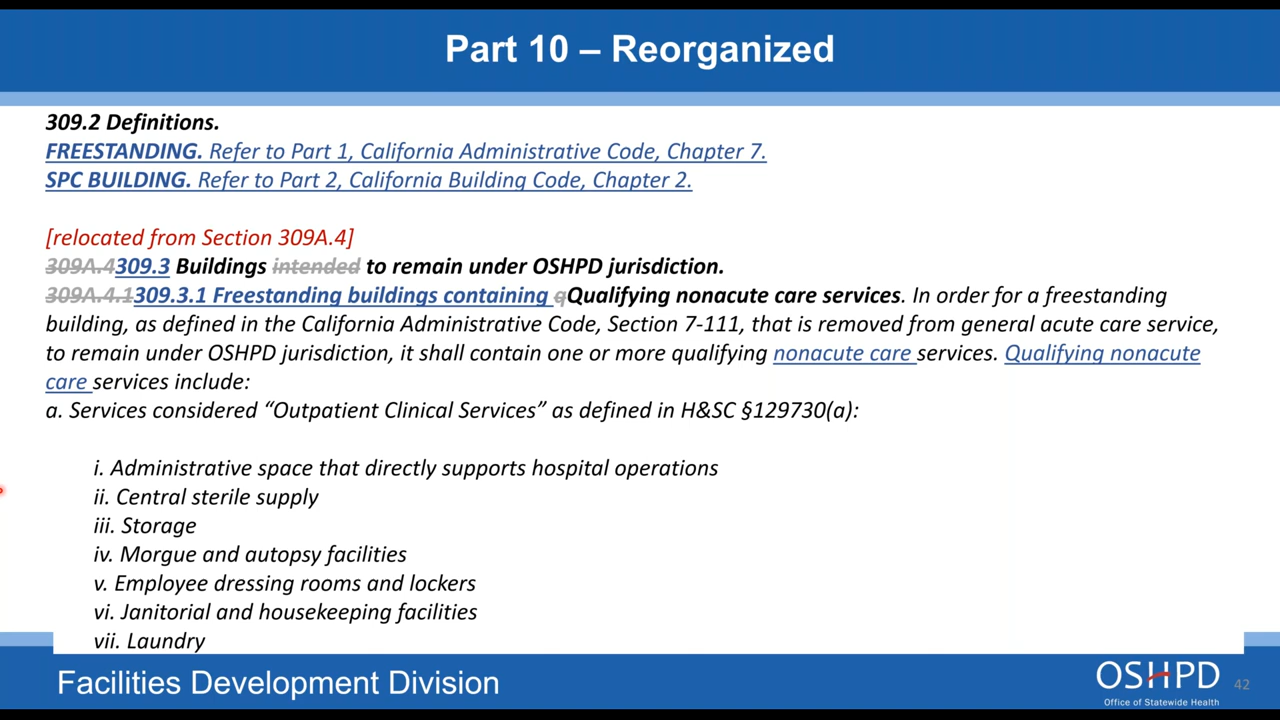 Part 10 – Reorganized
309.2 Definitions.
FREESTANDING. Refer to Part 1, California Administrative Code, Chapter 7.
SPC BUILDING. Refer to Part 2, California Building Code, Chapter 2.
[relocated from Section 309A.4]
309A.4309.3 Buildings intended to remain under OSHPD jurisdiction.
309A.4.1309.3.1 Freestanding buildings containing qQualifying nonacute care services. In order for a freestanding
building, as defined in the California Administrative Code, Section 7-111, that is removed from general acute care service,
to remain under OSHPD jurisdiction, it shall contain one or more qualifying nonacute care services. Qualifying nonacute
care services include:
a. Services considered “Outpatient Clinical Services” as defined in H&SC §129730(a):
i. Administrative space that directly supports hospital operations
ii. Central sterile supply
iii. Storage
iv. Morgue and autopsy facilities
v. Employee dressing rooms and lockers
vi. Janitorial and housekeeping facilities
vii. Laundry
Facilities Development Division
OSHPD
Office of Statewide Health
42